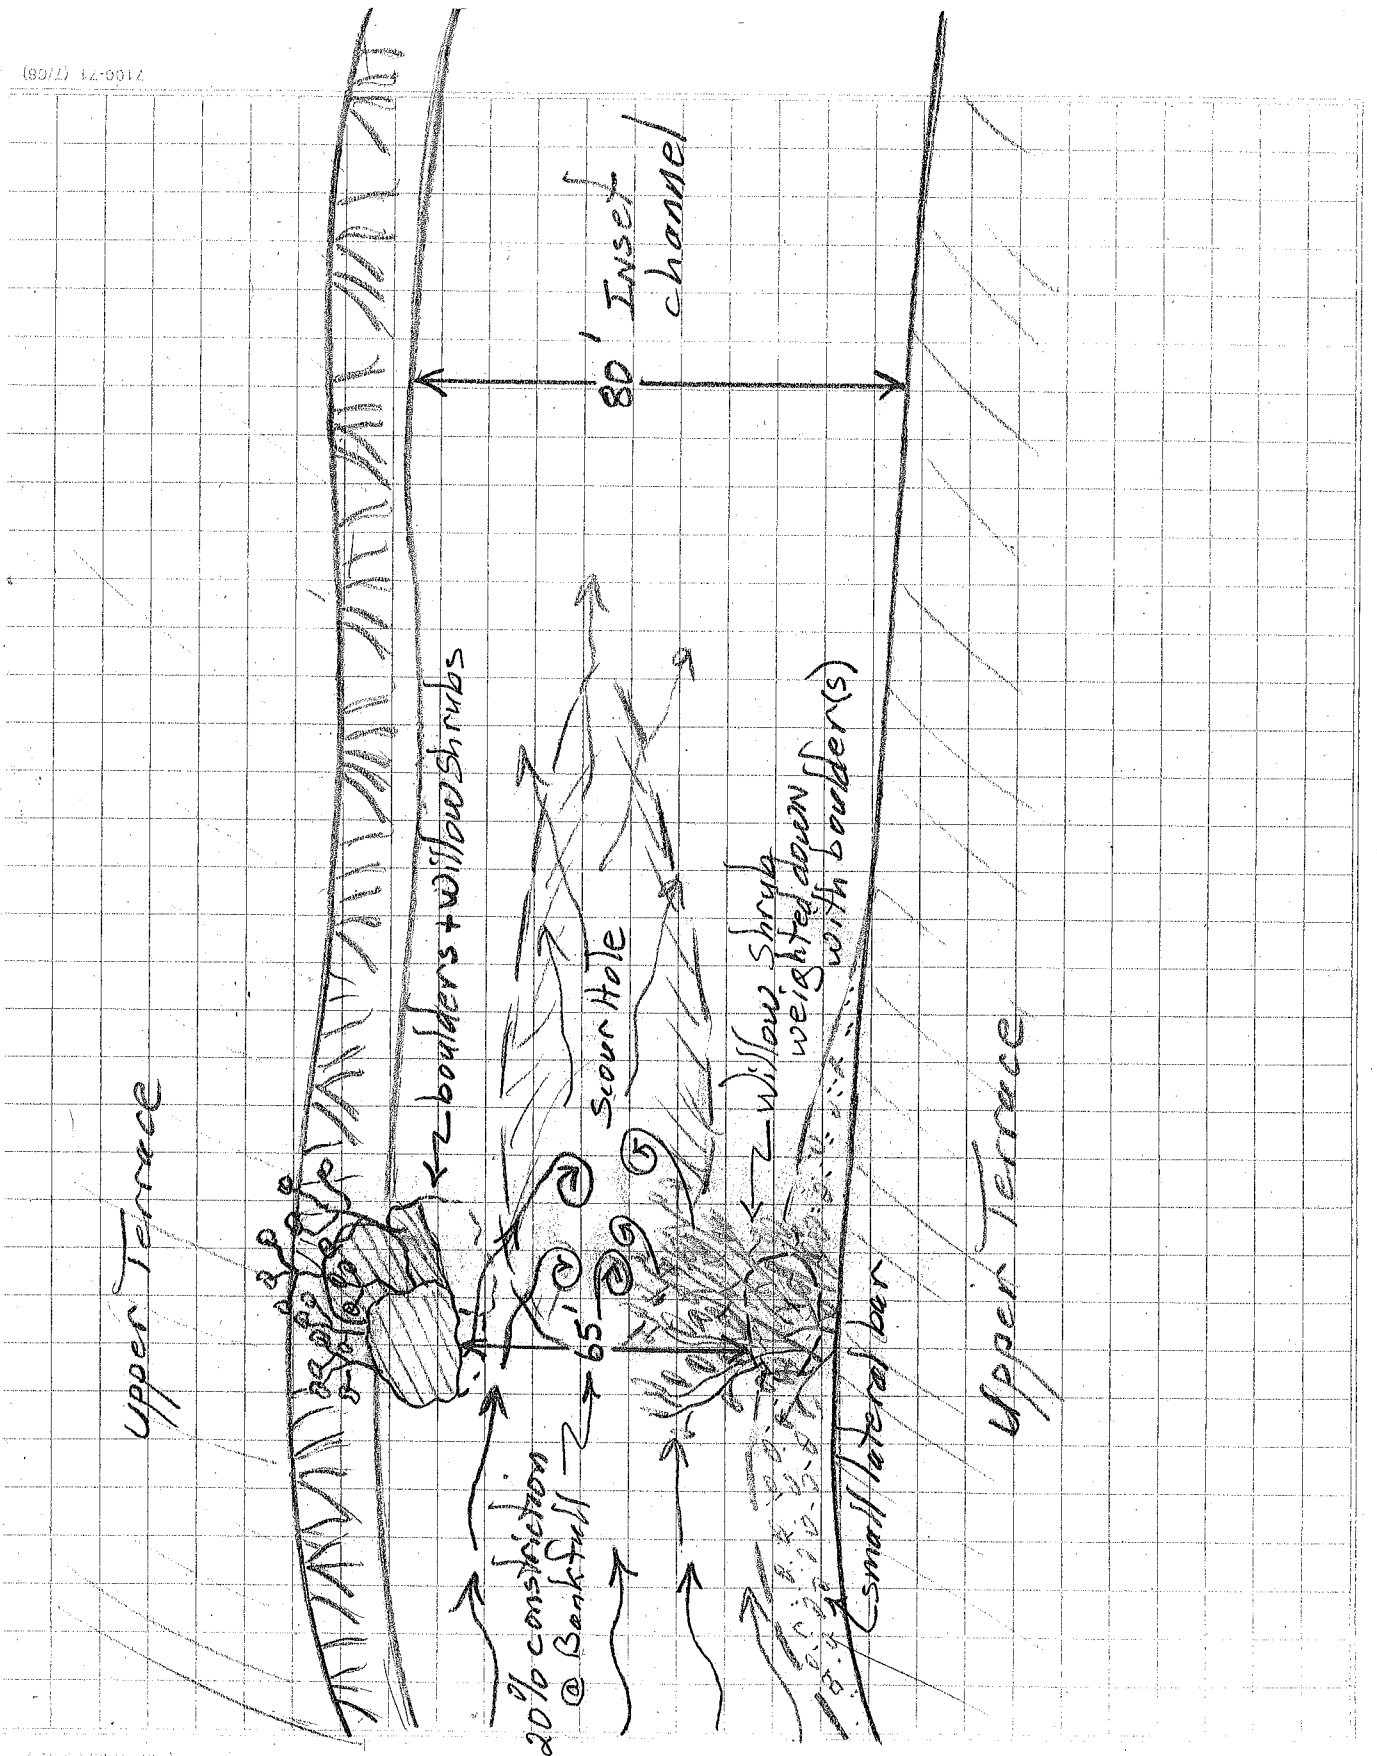 7100-71 (7/08)
Upper Terrace
boulders + willow shrubs
80' Inset
channel
20% constriction
@ Bankfull
65'
Scour Hole
willow shrub
weighted down
with boulder(s)
small lateral bar
Upper Terrace